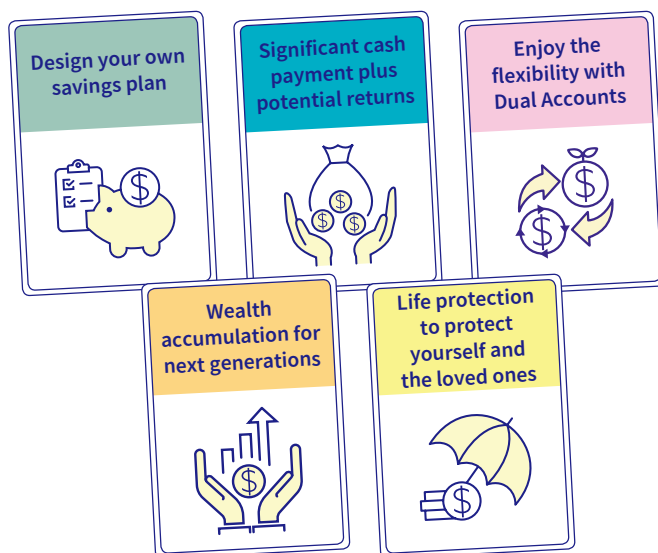 Design your own
savings plan
Significant cash
payment plus
potential returns
Enjoy the
flexibility with
Dual Accounts
Wealth
accumulation for
next generations
Life protection
to protect
yourself and
the loved ones
$
$
$
$
$
$
$
$